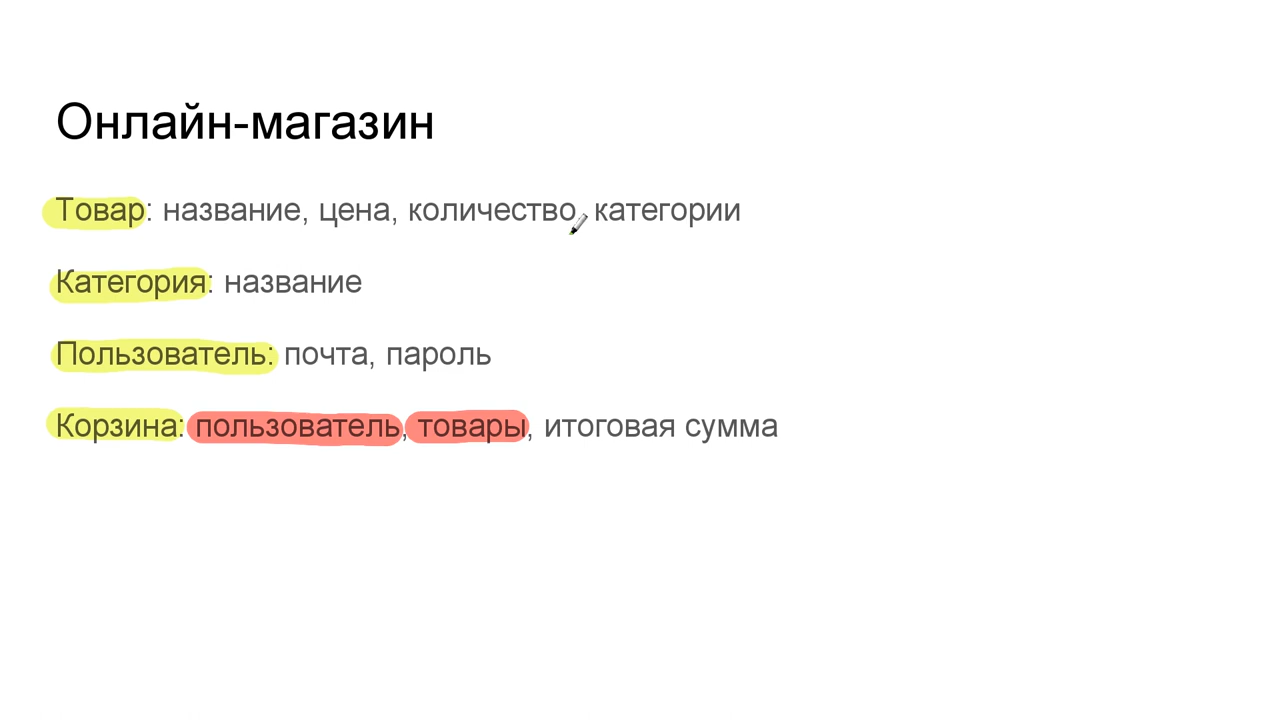 Онлайн-магазин
Товар: название, цена, количество, категории
Категория: название
Пользователь: почта, пароль
Корзина: пользователь, товары, итоговая сумма